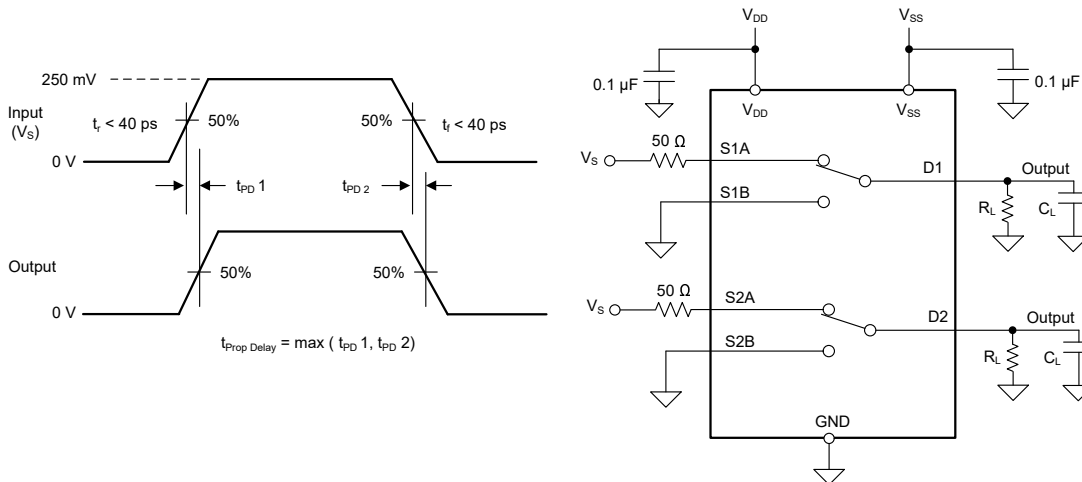 250 mV
Input
(VS)
tr < 40 ps
50%
50%
tf < 40 ps
0 V
tPD 1
tPD 2
Output
50%
50%
0 V
tProp Delay = max ( tPD 1, tPD 2)
VDD
VSS
0.1 µF
0.1 µF
VDD
VSS
VS
50 Ω
S1A
D1
Output
S1B
RL
CL
VS
50 Ω
S2A
D2
Output
S2B
RL
CL
GND